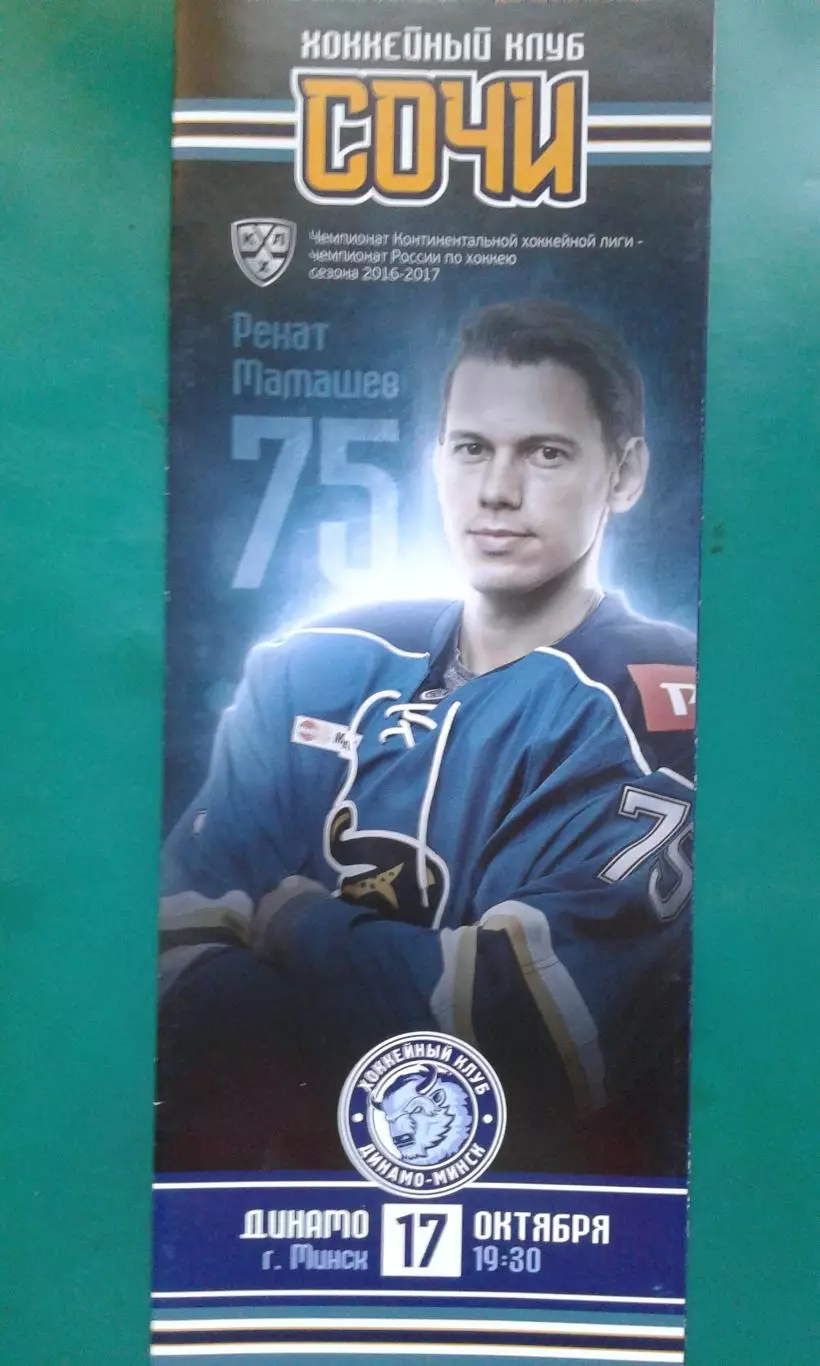 ХОККЕЙНЫЙ КЛУБ
СОЧИ
КХЛ
Чемпионат Континентальной хоккейной лиги -
чемпионат России по хоккею
сезона 2016-2017
Ренат
Мамашев
75
75
ХОККЕЙНЫЙ КЛУБ
ДИНАМО-МИНСК
ДИНАМО 17 ОКТЯБРЯ
г. Минск 19:30